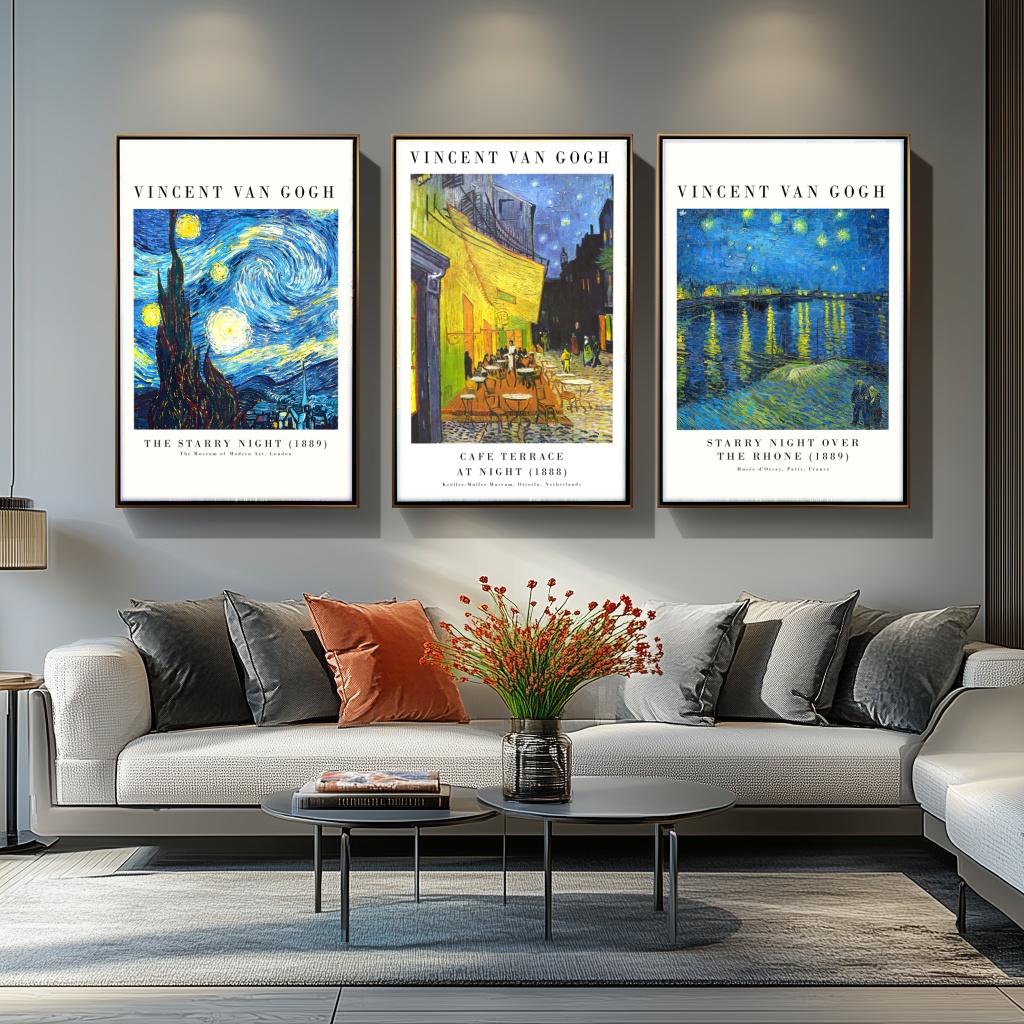 VINCENT VAN GOGH
THE STARRY NIGHT (1889)
The Museum of Modern Art, London
VINCENT VAN GOGH
CAFE TERRACE
AT NIGHT (1888)
Kröller-Müller Museum, Otterlo, Netherlands
VINCENT VAN GOGH
STARRY NIGHT OVER
THE RHONE (1889)
Musée d'Orsay, Paris, France